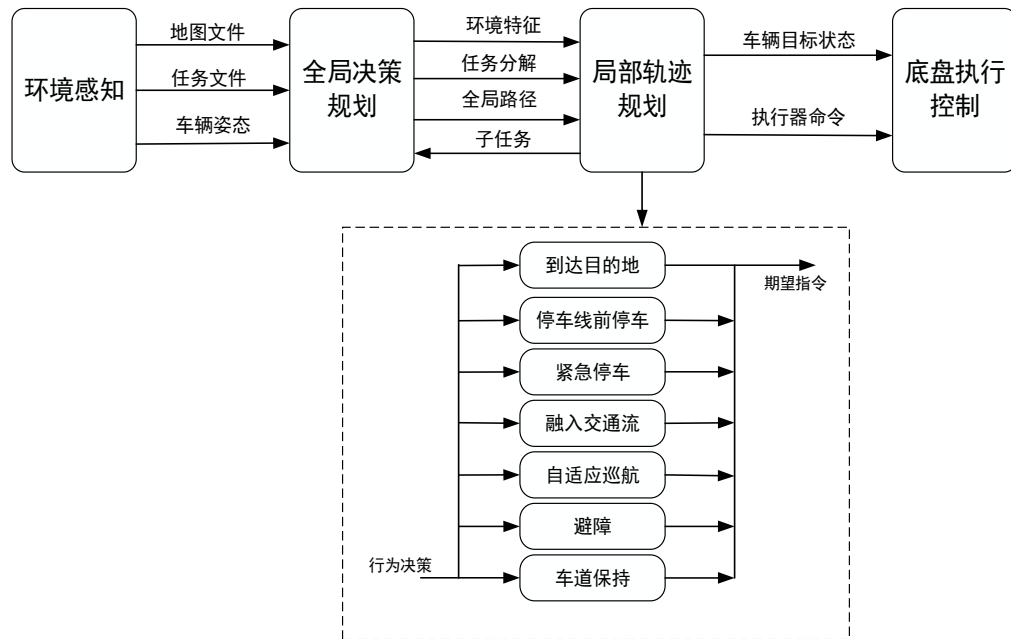 环境感知
地图文件
任务文件
车辆姿态
全局决策
规划
环境特征
任务分解
全局路径
子任务
局部轨迹
规划
车辆目标状态
执行器命令
底盘执行
控制
到达目的地
期望指令
停车线前停车
紧急停车
融入交通流
自适应巡航
避障
行为决策
车道保持